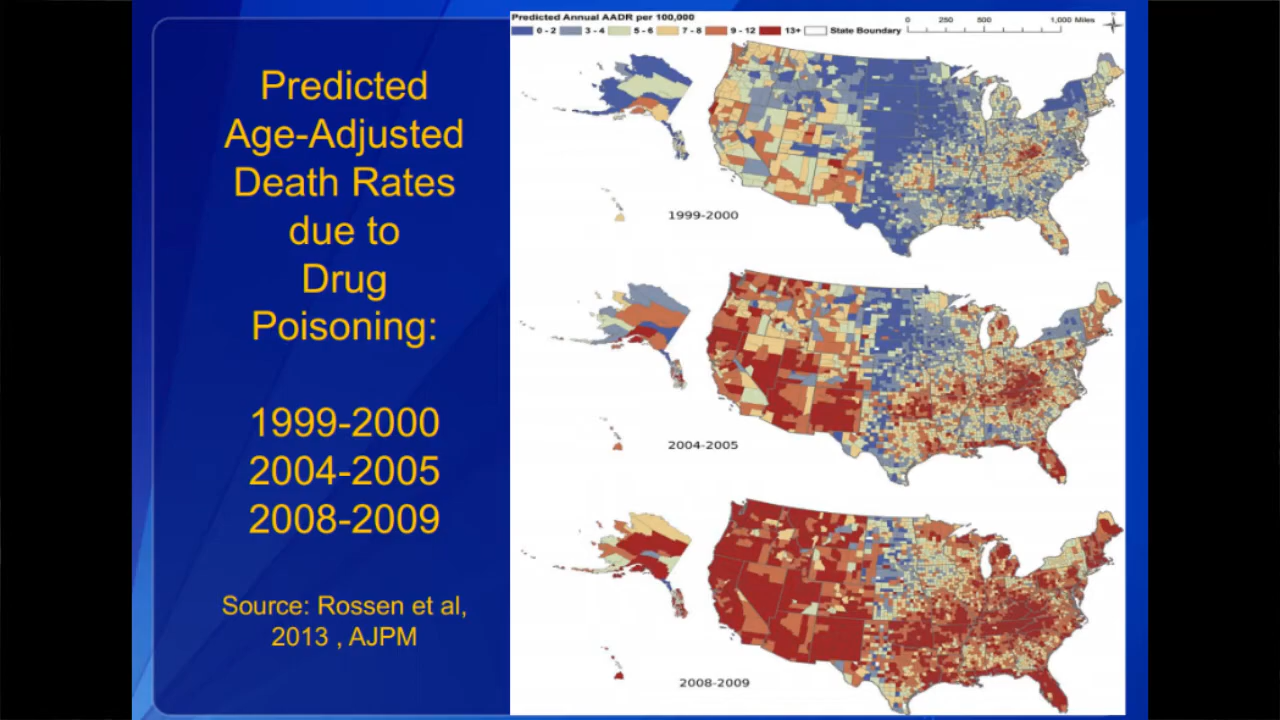 Predicted
Age-Adjusted
Death Rates
due to
Drug
Poisoning:
1999-2000
2004-2005
2008-2009
Source: Rossen et al,
2013 , AJPM
Predicted Annual AADR per 100,000
0 - 2 3 - 4 5 - 6 7 - 8 9 - 12 13+ State Boundary
0 250 500 1,000 Miles
1999-2000
2004-2005
2008-2009